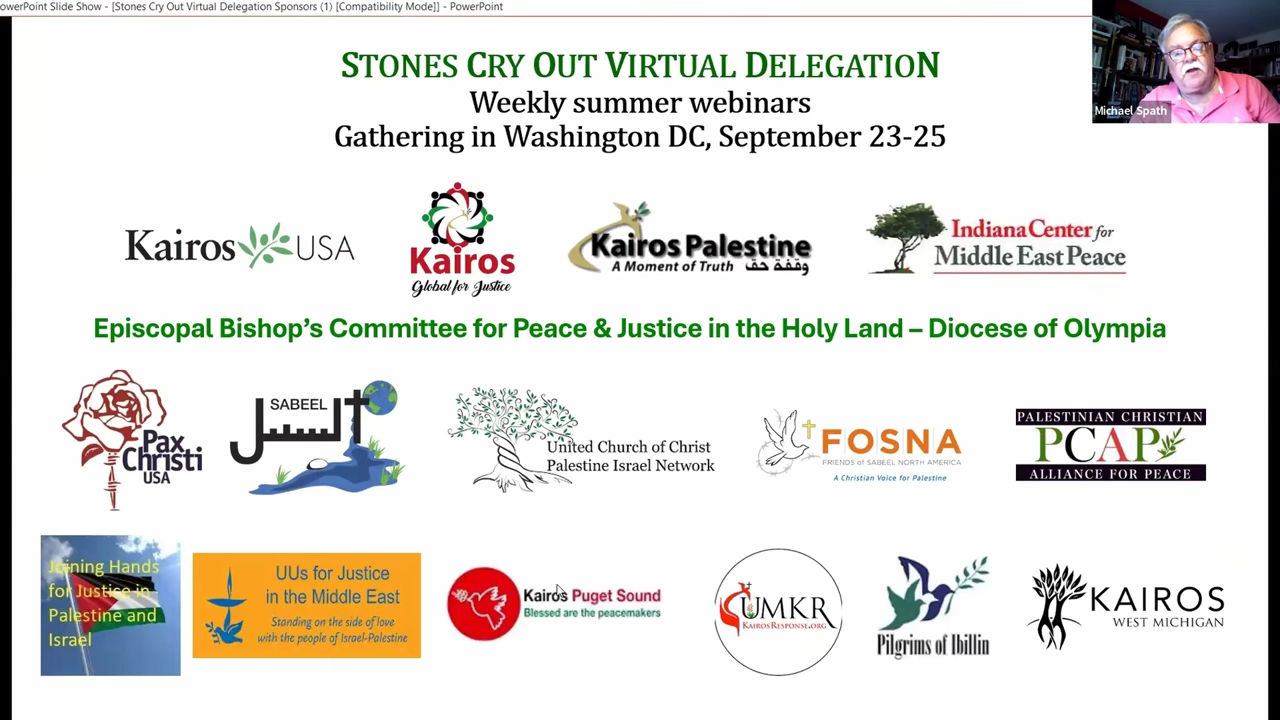 owerPoint Slide Show - [Stones Cry Out Virtual Delegation Sponsors (1) [Compatibility Mode]] - PowerPoint
Michael Spath
STONES CRY OUT VIRTUAL DELEGATION
Weekly summer webinars
Gathering in Washington DC, September 23-25
Kairos USA
Kairos
Global for Justice
Kairos Palestine
A Moment of Truth وقفة حق
Indiana Center for
Middle East Peace
Episcopal Bishop's Committee for Peace & Justice in the Holy Land – Diocese of Olympia
Pax
Christi
USA
SABEEL
السبيل
United Church of Christ
Palestine Israel Network
FOSNA
FRIENDS OF SABEEL NORTH AMERICA
A Christian Voice for Palestine
PALESTINIAN CHRISTIAN
PCAP
ALLIANCE FOR PEACE
Joining Hands
for Justice in
Palestine and
Israel
UUs for Justice
in the Middle East
Standing on the side of love
with the people of Israel-Palestine
Kairos Puget Sound
Blessed are the peacemakers
UMKR
KAIROSRESPONSE.ORG
Pilgrims of Ibillin
KAIROS
WEST MICHIGAN